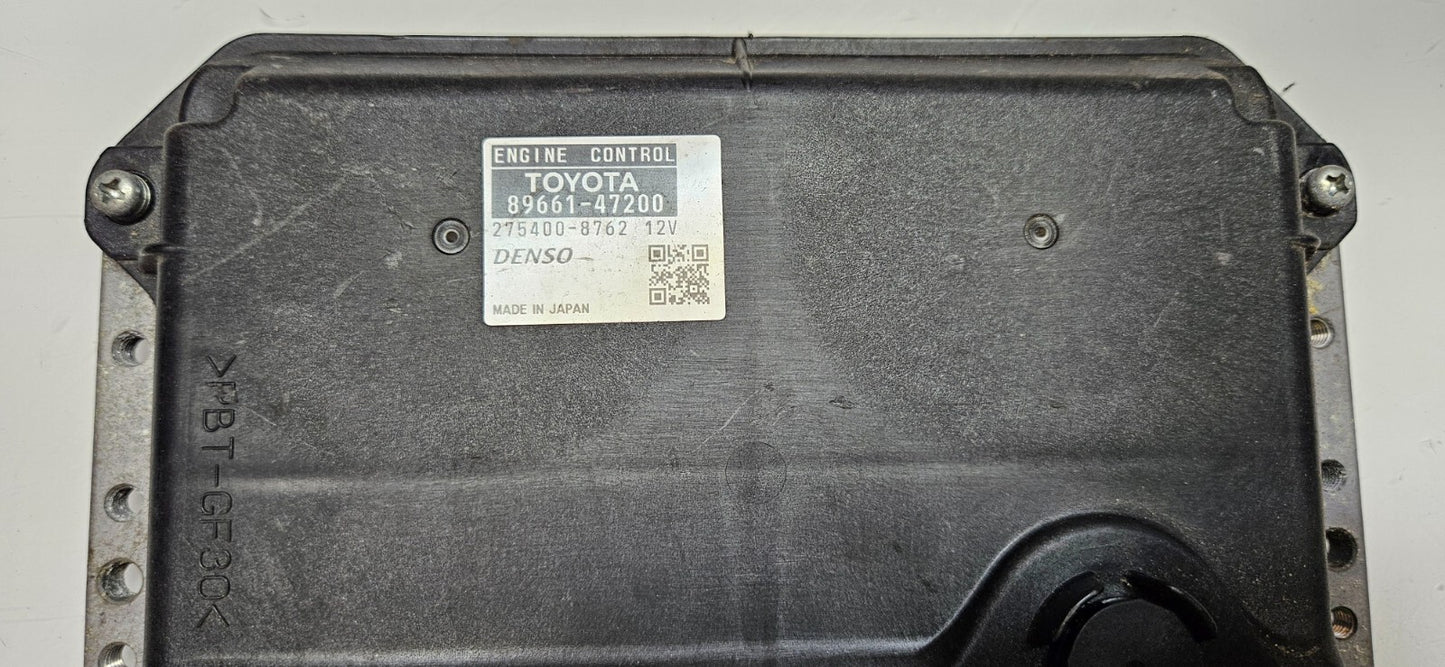 ENGINE CONTROL
TOYOTA
89661-47200
275400-8762 12V
DENSO
MADE IN JAPAN
>PBT-GF30<